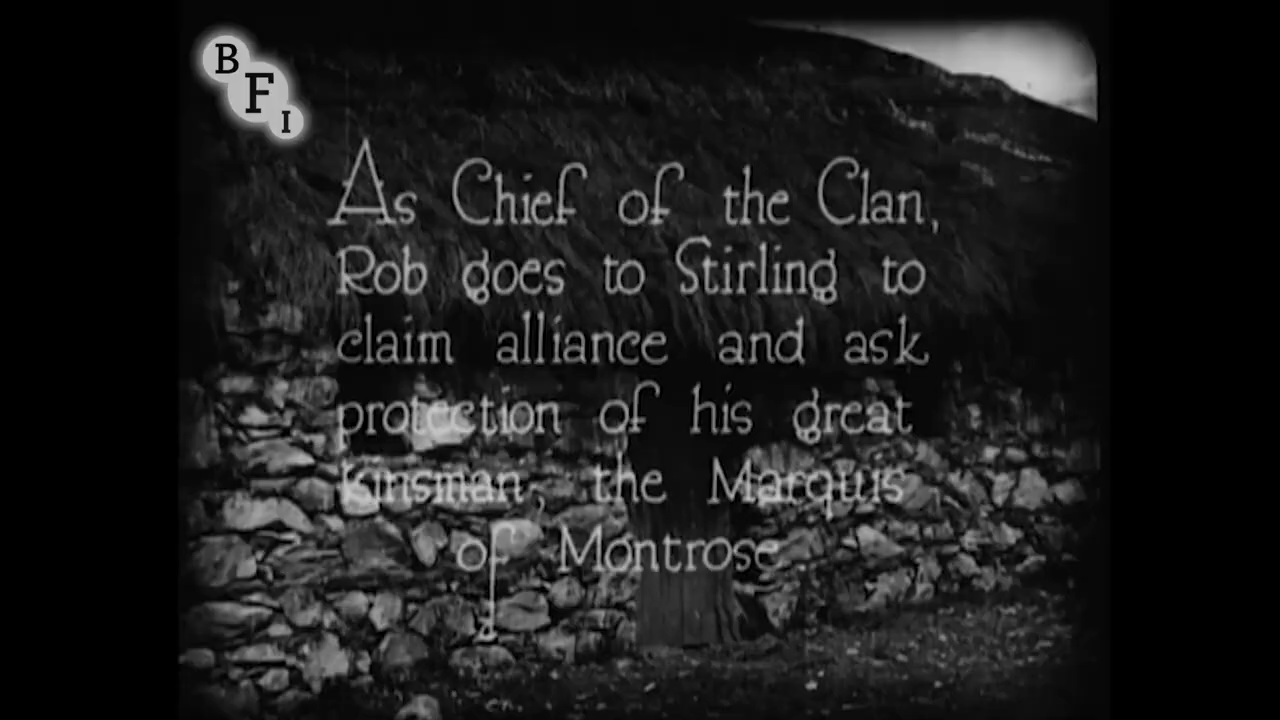 BFI
As Chief of the Clan,
Rob goes to Stirling to
claim alliance and ask
protection of his great
kinsman, the Marquis
of Montrose.